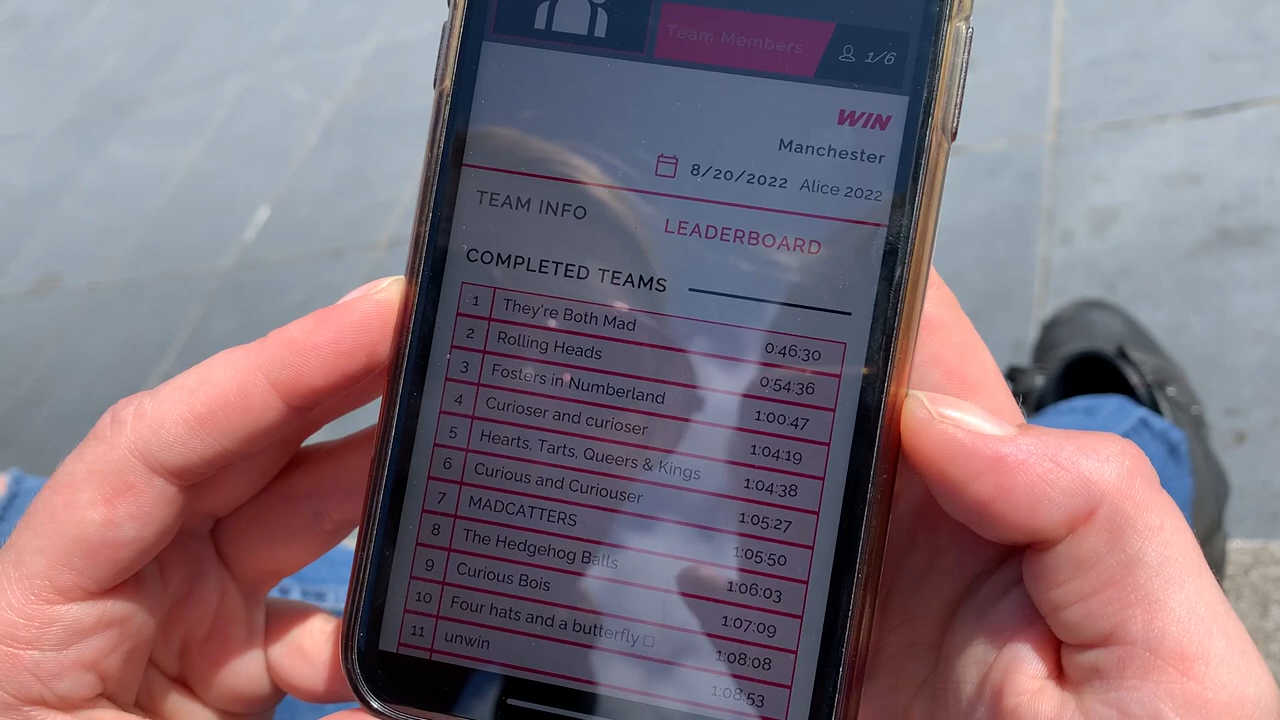 Team Members 1/6
WIN
Manchester
8/20/2022 Alice 2022
TEAM INFO LEADERBOARD
COMPLETED TEAMS
1 They're Both Mad 0:46:30
2 Rolling Heads 0:54:36
3 Fosters in Numberland 1:00:47
4 Curioser and curioser 1:04:19
5 Hearts, Tarts, Queers & Kings 1:04:38
6 Curious and Curiouser 1:05:27
7 MADCATTERS 1:05:50
8 The Hedgehog Balls 1:06:03
9 Curious Bois 1:07:09
10 Four hats and a butterfly □ 1:08:08
11 unwin 1:08:53